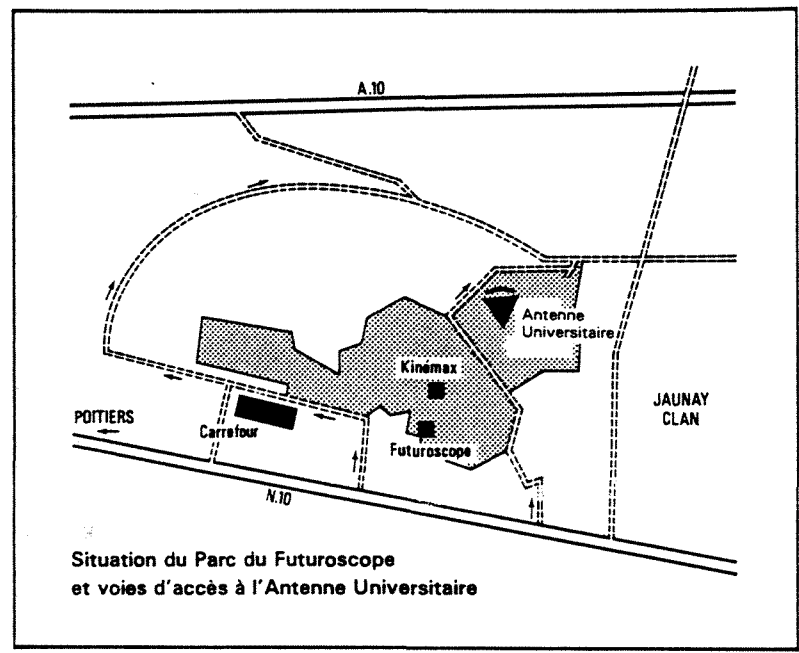 A.10
Antenne
Universitaire
Kinémax
JAUNAY
CLAN
POITIERS
Carrefour
Futuroscope
N.10
Situation du Parc du Futuroscope
et voies d'accès à l'Antenne Universitaire